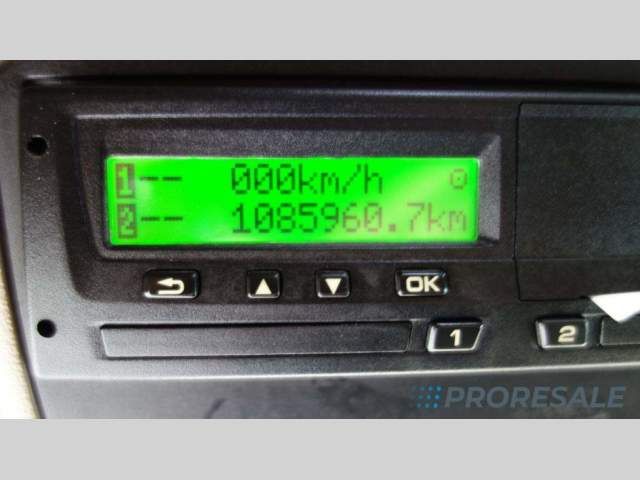 1 -- 000km/h
2 -- 1085960.7km
OK
1 2
PRORESALE